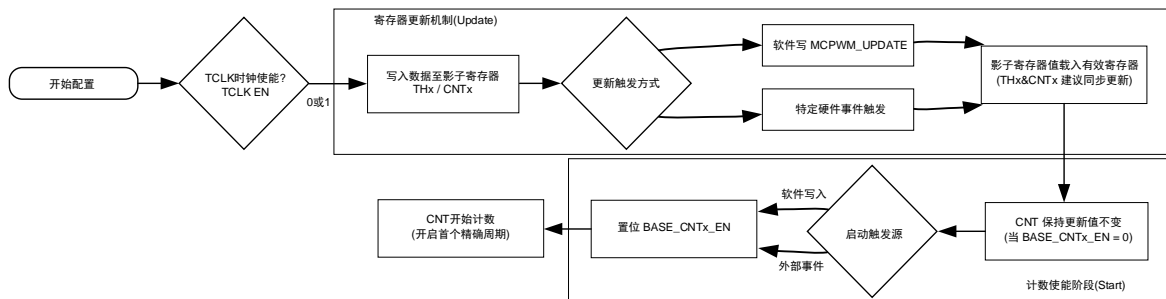 寄存器更新机制(Update)
开始配置
TCLK时钟使能?
TCLK EN
0或1
写入数据至影子寄存器
THx / CNTx
更新触发方式
软件写 MCPWM_UPDATE
特定硬件事件触发
影子寄存器值载入有效寄存器
(THx&CNTx 建议同步更新)
CNT 保持更新值不变
(当 BASE_CNTx_EN = 0)
启动触发源
软件写入
外部事件
置位 BASE_CNTx_EN
CNT开始计数
(开启首个精确周期)
计数使能阶段(Start)